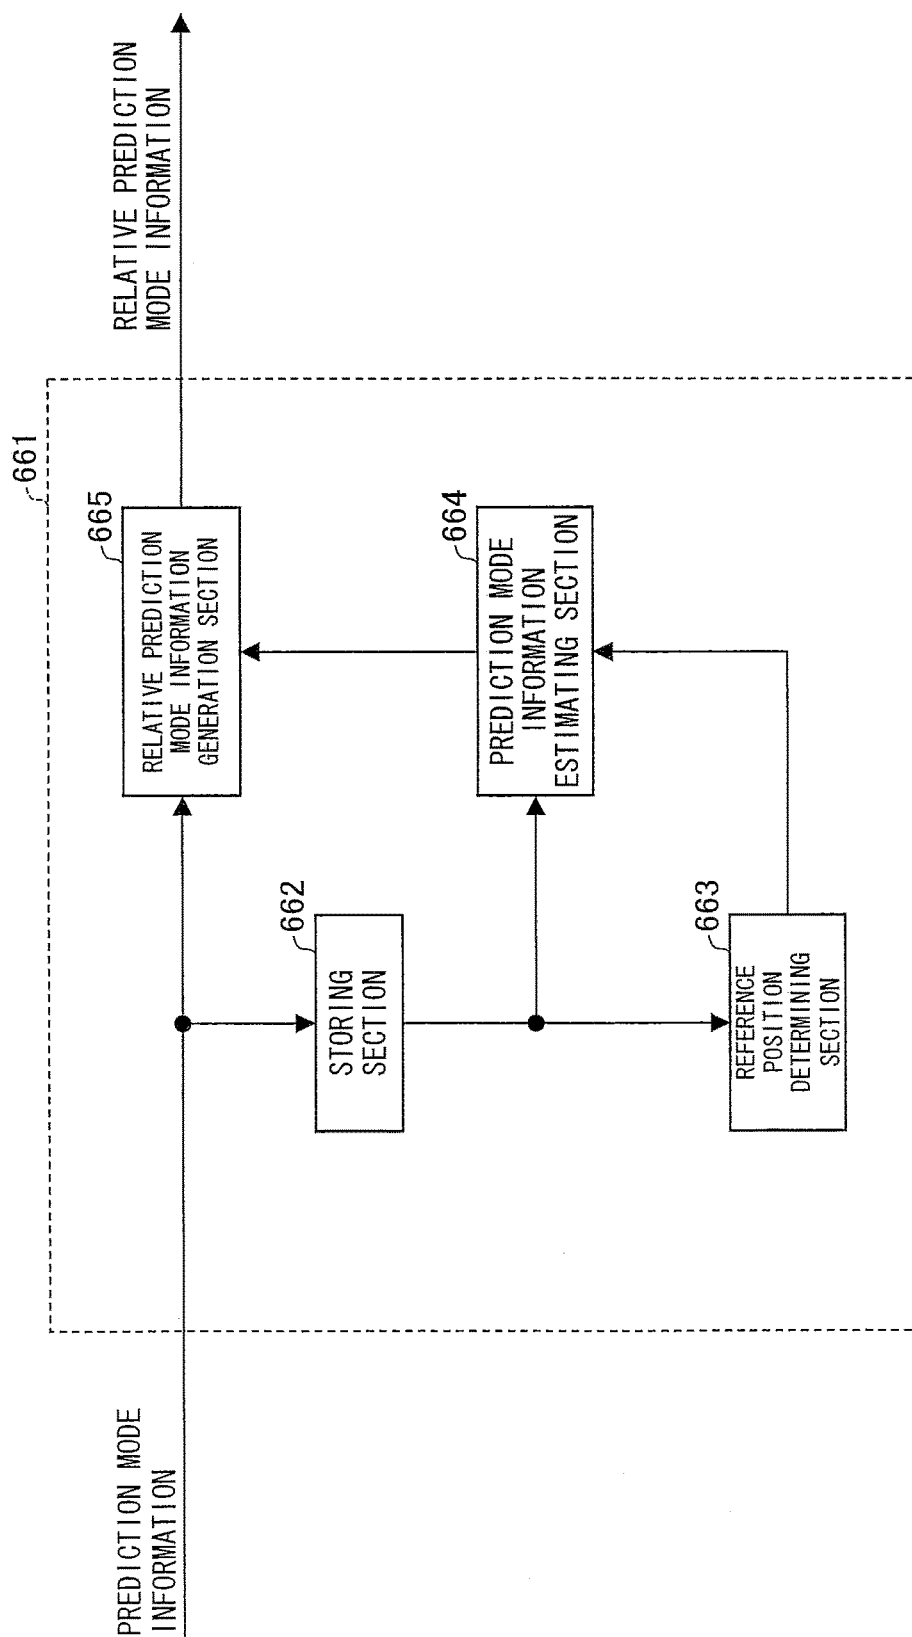 PREDICTION MODE
INFORMATION
661
RELATIVE PREDICTION
MODE INFORMATION
665
RELATIVE PREDICTION
MODE INFORMATION
GENERATION SECTION
662
STORING
SECTION
664
PREDICTION MODE
INFORMATION
ESTIMATING SECTION
663
REFERENCE
POSITION
DETERMINING
SECTION